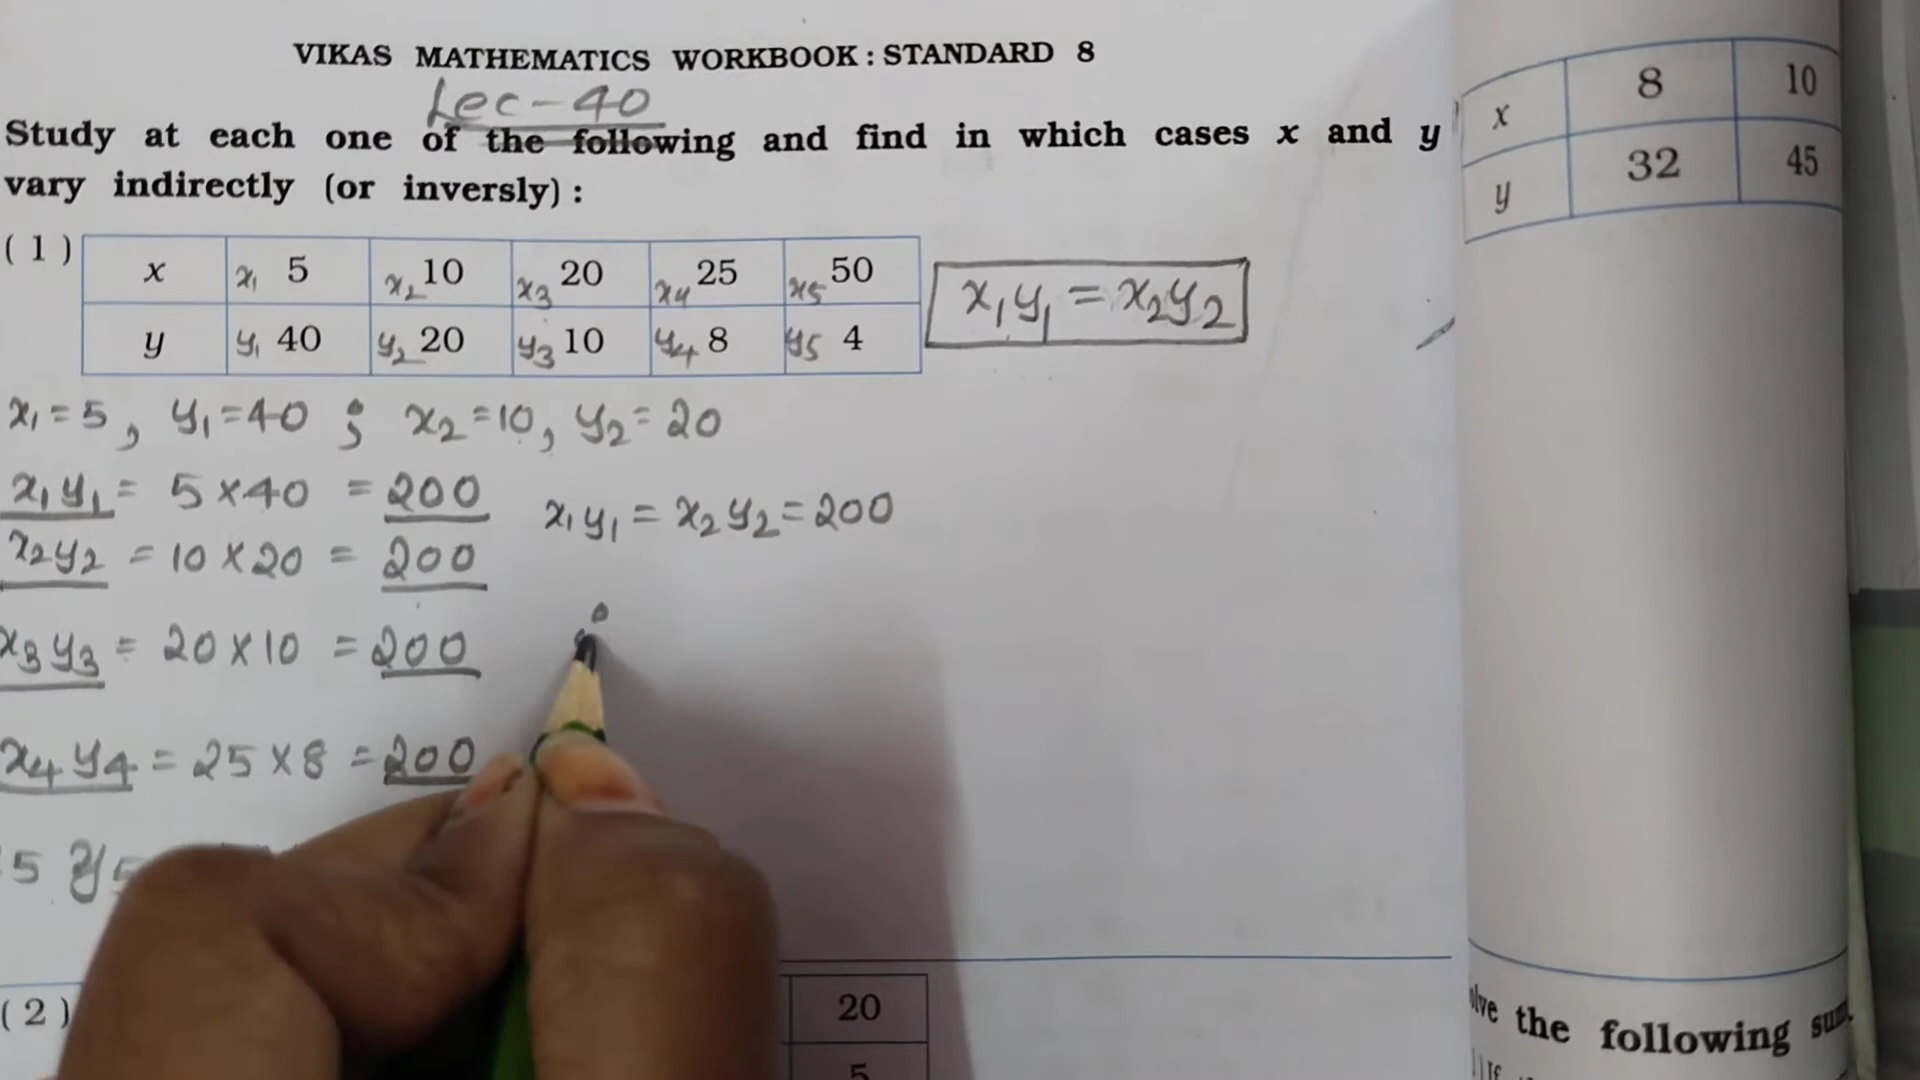 VIKAS MATHEMATICS WORKBOOK : STANDARD 8
Lec-40
Study at each one of the following and find in which cases x and y
vary indirectly (or inversly) :
(1)
x x₁ 5 x₂ 10 x₃ 20 x₄ 25 x₅ 50
y y₁ 40 y₂ 20 y₃ 10 y₄ 8 y₅ 4
x₁y₁ = x₂y₂
x₁ = 5, y₁ = 40 ; x₂ = 10, y₂ = 20
x₁y₁ = 5 × 40 = 200
x₁y₁ = x₂y₂ = 200
x₂y₂ = 10 × 20 = 200
x₃y₃ = 20 × 10 = 200
x₄y₄ = 25 × 8 = 200
5 y5
(2)
20
5
x 8 10
y 32 45
the following